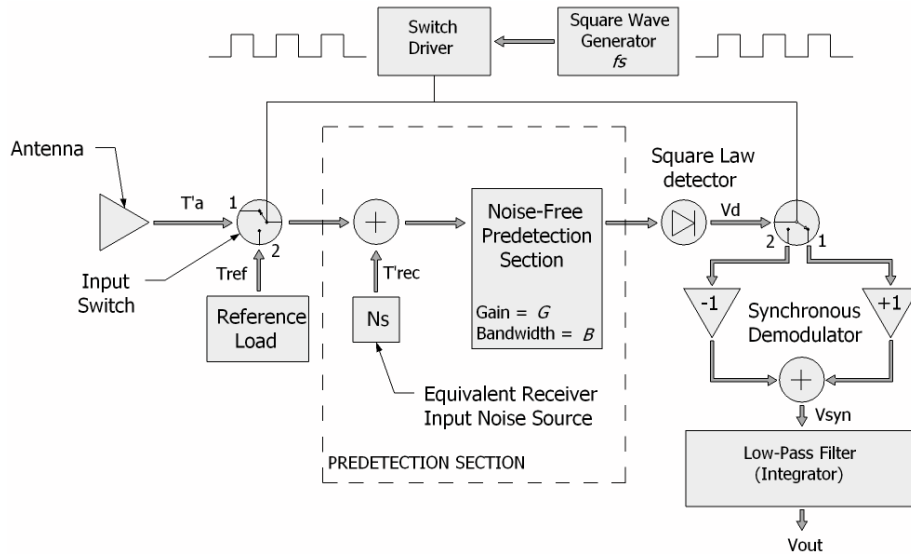 Switch
Driver
Square Wave
Generator
fs
Antenna
T'a
1
2
Input
Switch
Tref
Reference
Load
T'rec
Ns
Equivalent Receiver
Input Noise Source
PREDETECTION SECTION
Noise-Free
Predetection
Section
Gain = G
Bandwidth = B
Square Law
detector
Vd
2
1
-1
+1
Synchronous
Demodulator
Vsyn
Low-Pass Filter
(Integrator)
Vout